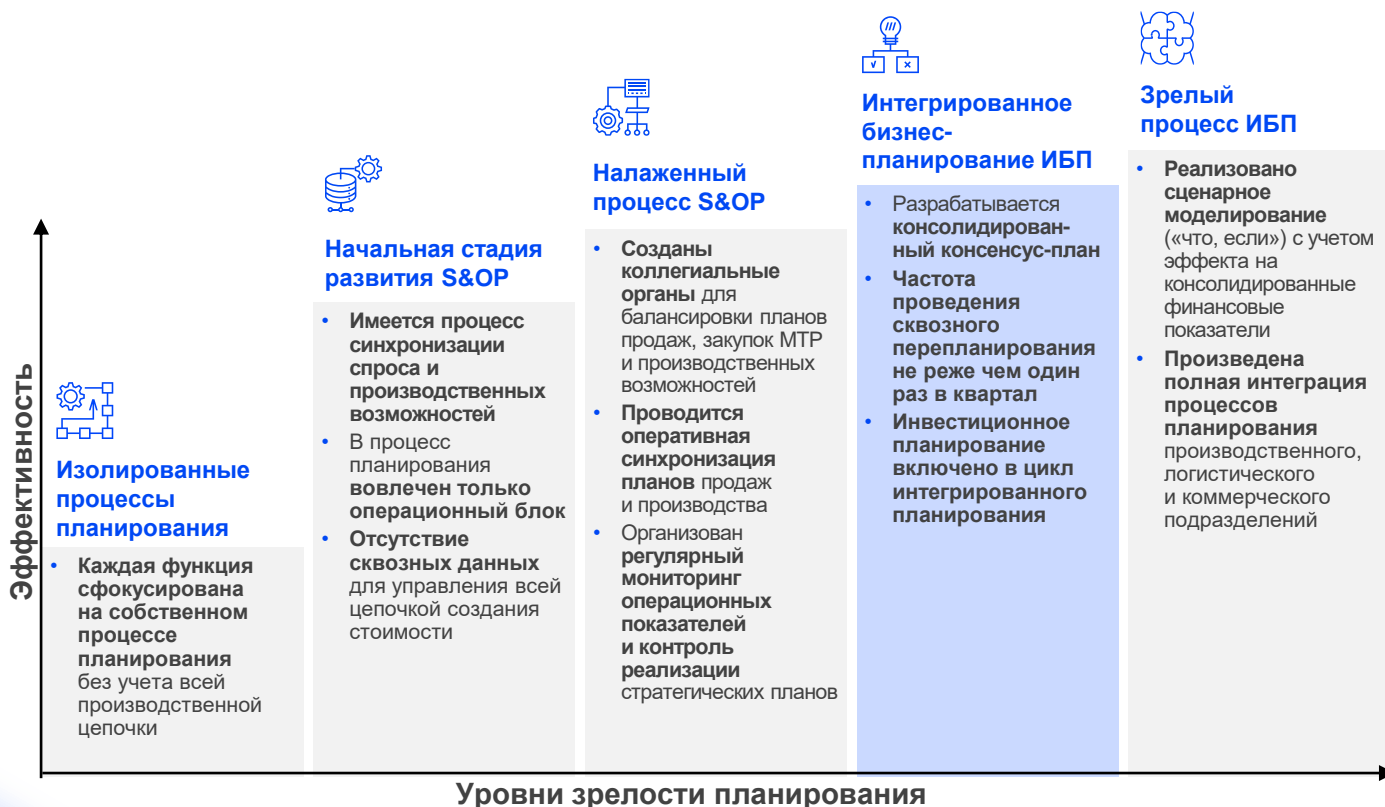 Эффективность
Изолированные
процессы
планирования
• Каждая функция
сфокусирована
на собственном
процессе
планирования
без учета всей
производственной
цепочки
Начальная стадия
развития S&OP
• Имеется процесс
синхронизации
спроса и
производственных
возможностей
• В процесс
планирования
вовлечен только
операционный блок
• Отсутствие
сквозных данных
для управления всей
цепочкой создания
стоимости
Налаженный
процесс S&OP
• Созданы
коллегиальные
органы для
балансировки планов
продаж, закупок МТР
и производственных
возможностей
• Проводится
оперативная
синхронизация
планов продаж
и производства
• Организован
регулярный
мониторинг
операционных
показателей
и контроль
реализации
стратегических планов
Интегрированное
бизнес-
планирование ИБП
• Разрабатывается
консолидирован-
ный консенсус-план
• Частота
проведения
сквозного
перепланирования
не реже чем один
раз в квартал
• Инвестиционное
планирование
включено в цикл
интегрированного
планирования
Зрелый
процесс ИБП
• Реализовано
сценарное
моделирование
(«что, если») с учетом
эффекта на
консолидированные
финансовые
показатели
• Произведена
полная интеграция
процессов
планирования
производственного,
логистического
и коммерческого
подразделений
Уровни зрелости планирования